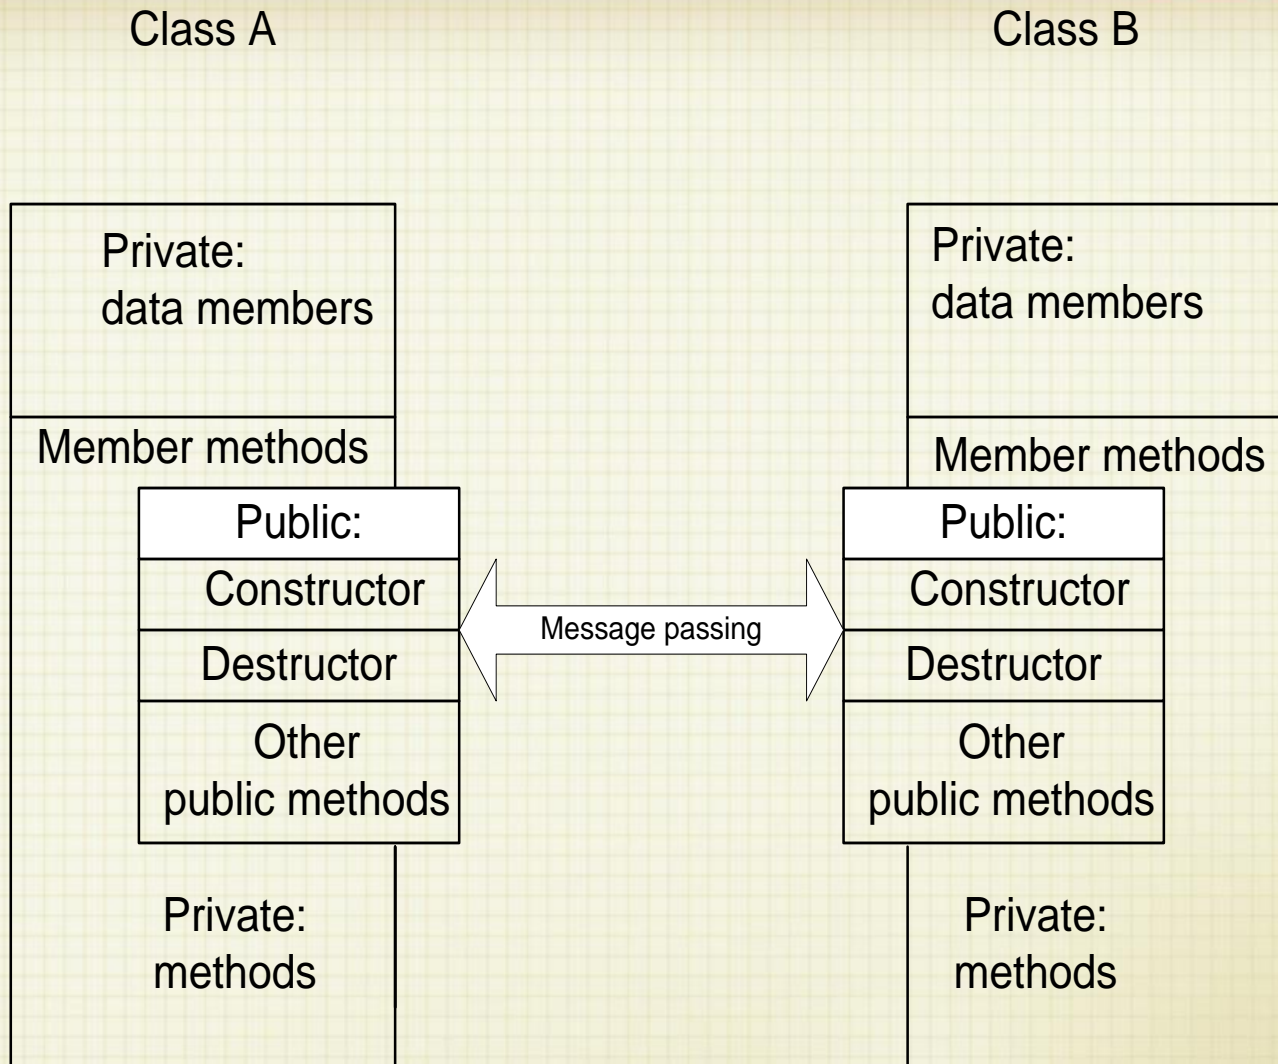 Class A
Class B
Private:
data members
Private:
data members
Member methods
Member methods
Public:
Constructor
Destructor
Other
public methods
Message passing
Public:
Constructor
Destructor
Other
public methods
Private:
methods
Private:
methods